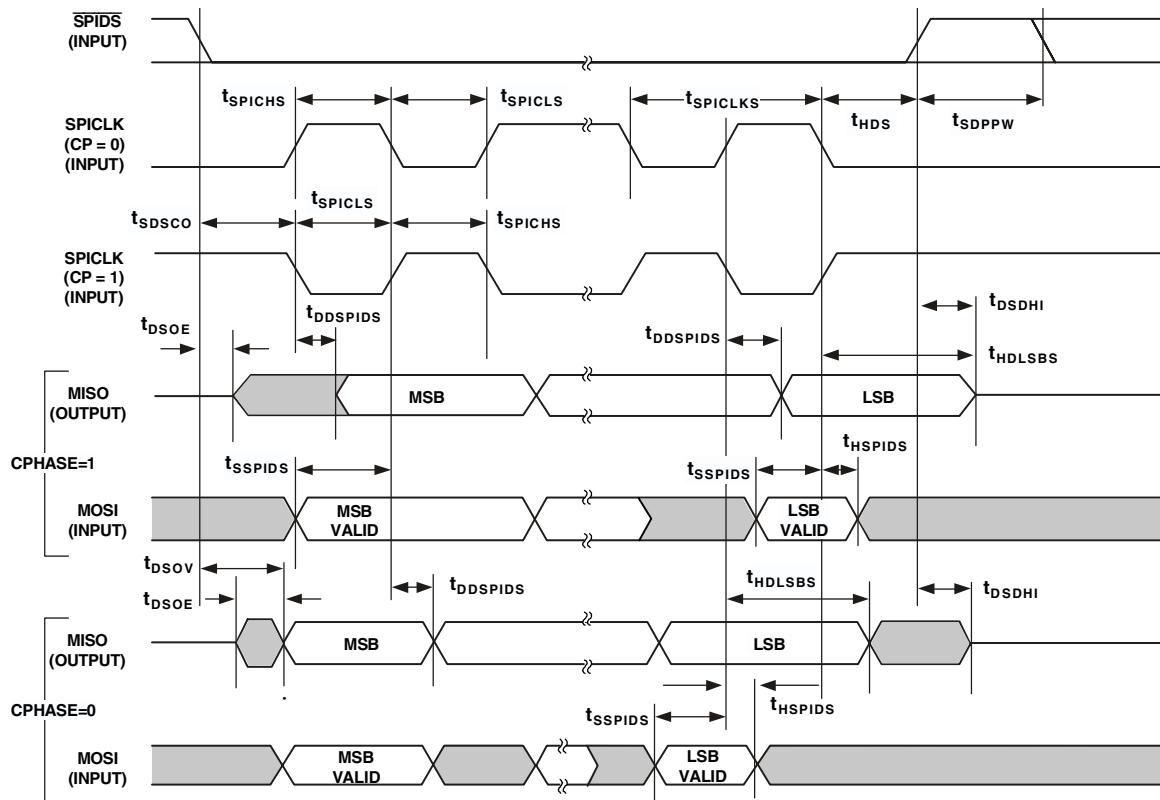 SPIDS
(INPUT)
tSPICHS
tSPICLS
tSPICLKS
tHDS
tSDPPW
SPICLK
(CP = 0)
(INPUT)
tSDSCO
tSPICLS
tSPICHS
SPICLK
(CP = 1)
(INPUT)
tDSOE
tDDSPIDS
tDDSPIDS
tDSDHI
tHDLSBS
MISO
(OUTPUT)
MSB
LSB
CPHASE=1
tSSPIDS
tSSPIDS
tHSPIDS
MOSI
(INPUT)
MSB
VALID
LSB
VALID
tDSOV
tDSOE
tDDSPIDS
tHDLSBS
tDSDHI
MISO
(OUTPUT)
MSB
LSB
CPHASE=0
tSSPIDS
tHSPIDS
MOSI
(INPUT)
MSB
VALID
LSB
VALID